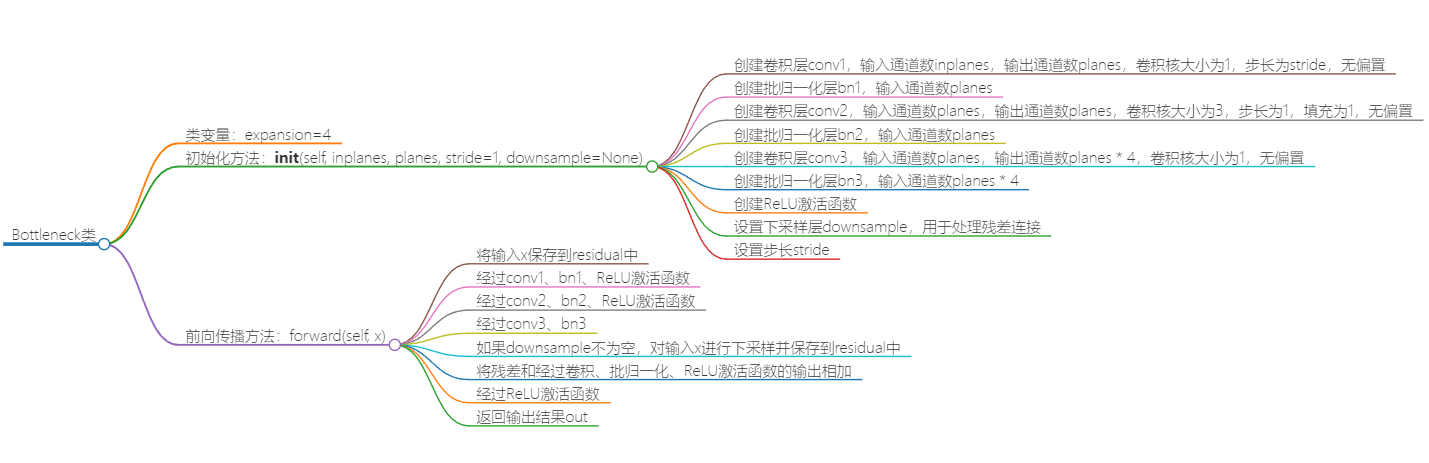 Bottleneck类
类变量：expansion=4
初始化方法：init(self, inplanes, planes, stride=1, downsample=None)
创建卷积层conv1，输入通道数inplanes，输出通道数planes，卷积核大小为1，步长为stride，无偏置
创建批归一化层bn1，输入通道数planes
创建卷积层conv2，输入通道数planes，输出通道数planes，卷积核大小为3，步长为1，填充为1，无偏置
创建批归一化层bn2，输入通道数planes
创建卷积层conv3，输入通道数planes，输出通道数planes * 4，卷积核大小为1，无偏置
创建批归一化层bn3，输入通道数planes * 4
创建ReLU激活函数
设置下采样层downsample，用于处理残差连接
设置步长stride
前向传播方法：forward(self, x)
将输入x保存到residual中
经过conv1、bn1、ReLU激活函数
经过conv2、bn2、ReLU激活函数
经过conv3、bn3
如果downsample不为空，对输入x进行下采样并保存到residual中
将残差和经过卷积、批归一化、ReLU激活函数的输出相加
经过ReLU激活函数
返回输出结果out